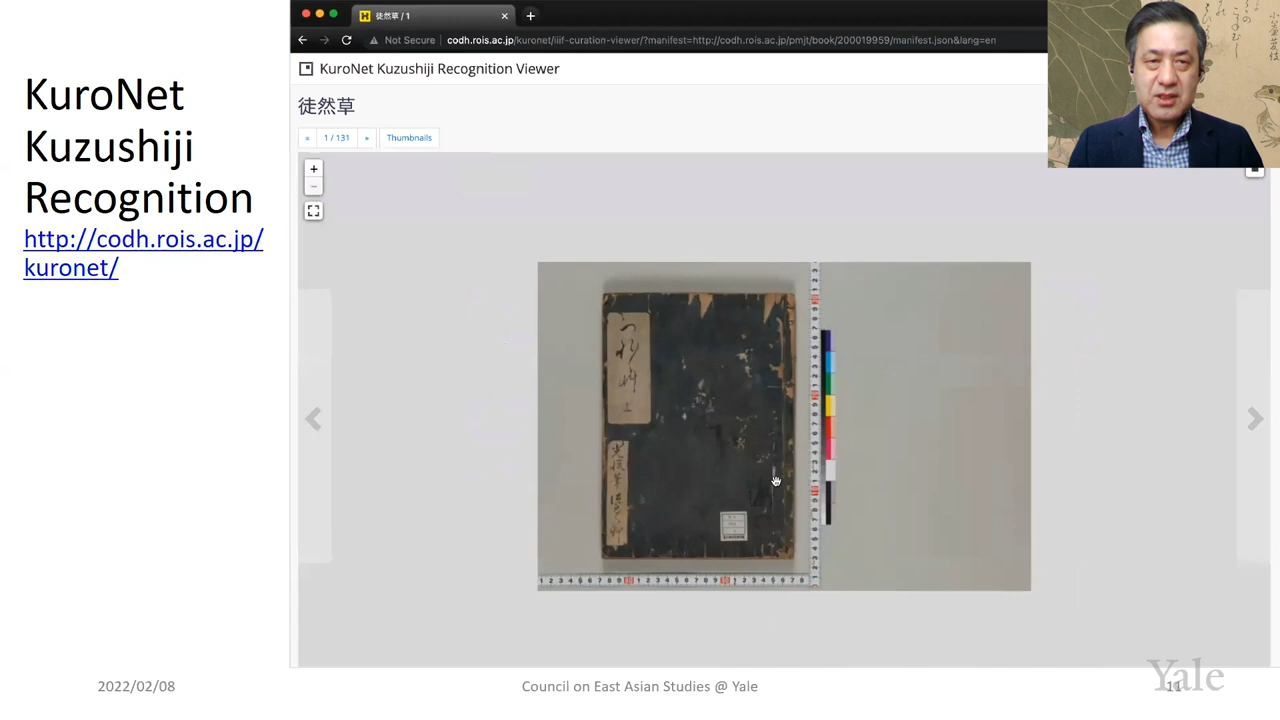 KuroNet
Kuzushiji
Recognition
http://codh.rois.ac.jp/
kuronet/
徒然草 / 1
Not Secure
codh.rois.ac.jp/kuronet/iiif-curation-viewer/?manifest=http://codh.rois.ac.jp/pmjt/book/200019959/manifest.json&lang=en
KuroNet Kuzushiji Recognition Viewer
徒然草
« 1 / 131 » Thumbnails
+
−
2022/02/08
Council on East Asian Studies @ Yale
11
Yale